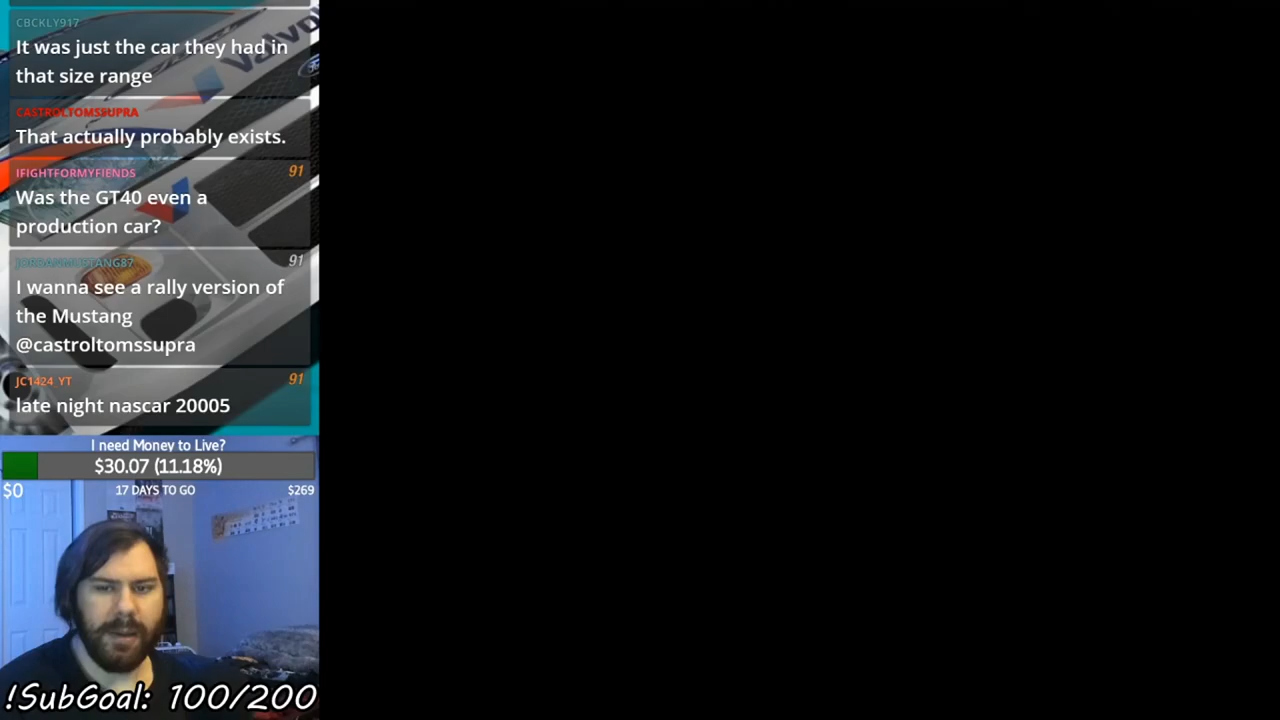 CBCKLY917
It was just the car they had in
that size range
CASTROLTOMSSUPRA
That actually probably exists.
IFIGHTFORMYFIENDS 91
Was the GT40 even a
production car?
91
I wanna see a rally version of
the Mustang
@castroltomssupra
JC1424 YT 91
late night nascar 20005
I need Money to Live?
$30.07 (11.18%)
$0 17 DAYS TO GO $269
!SubGoal: 100/200